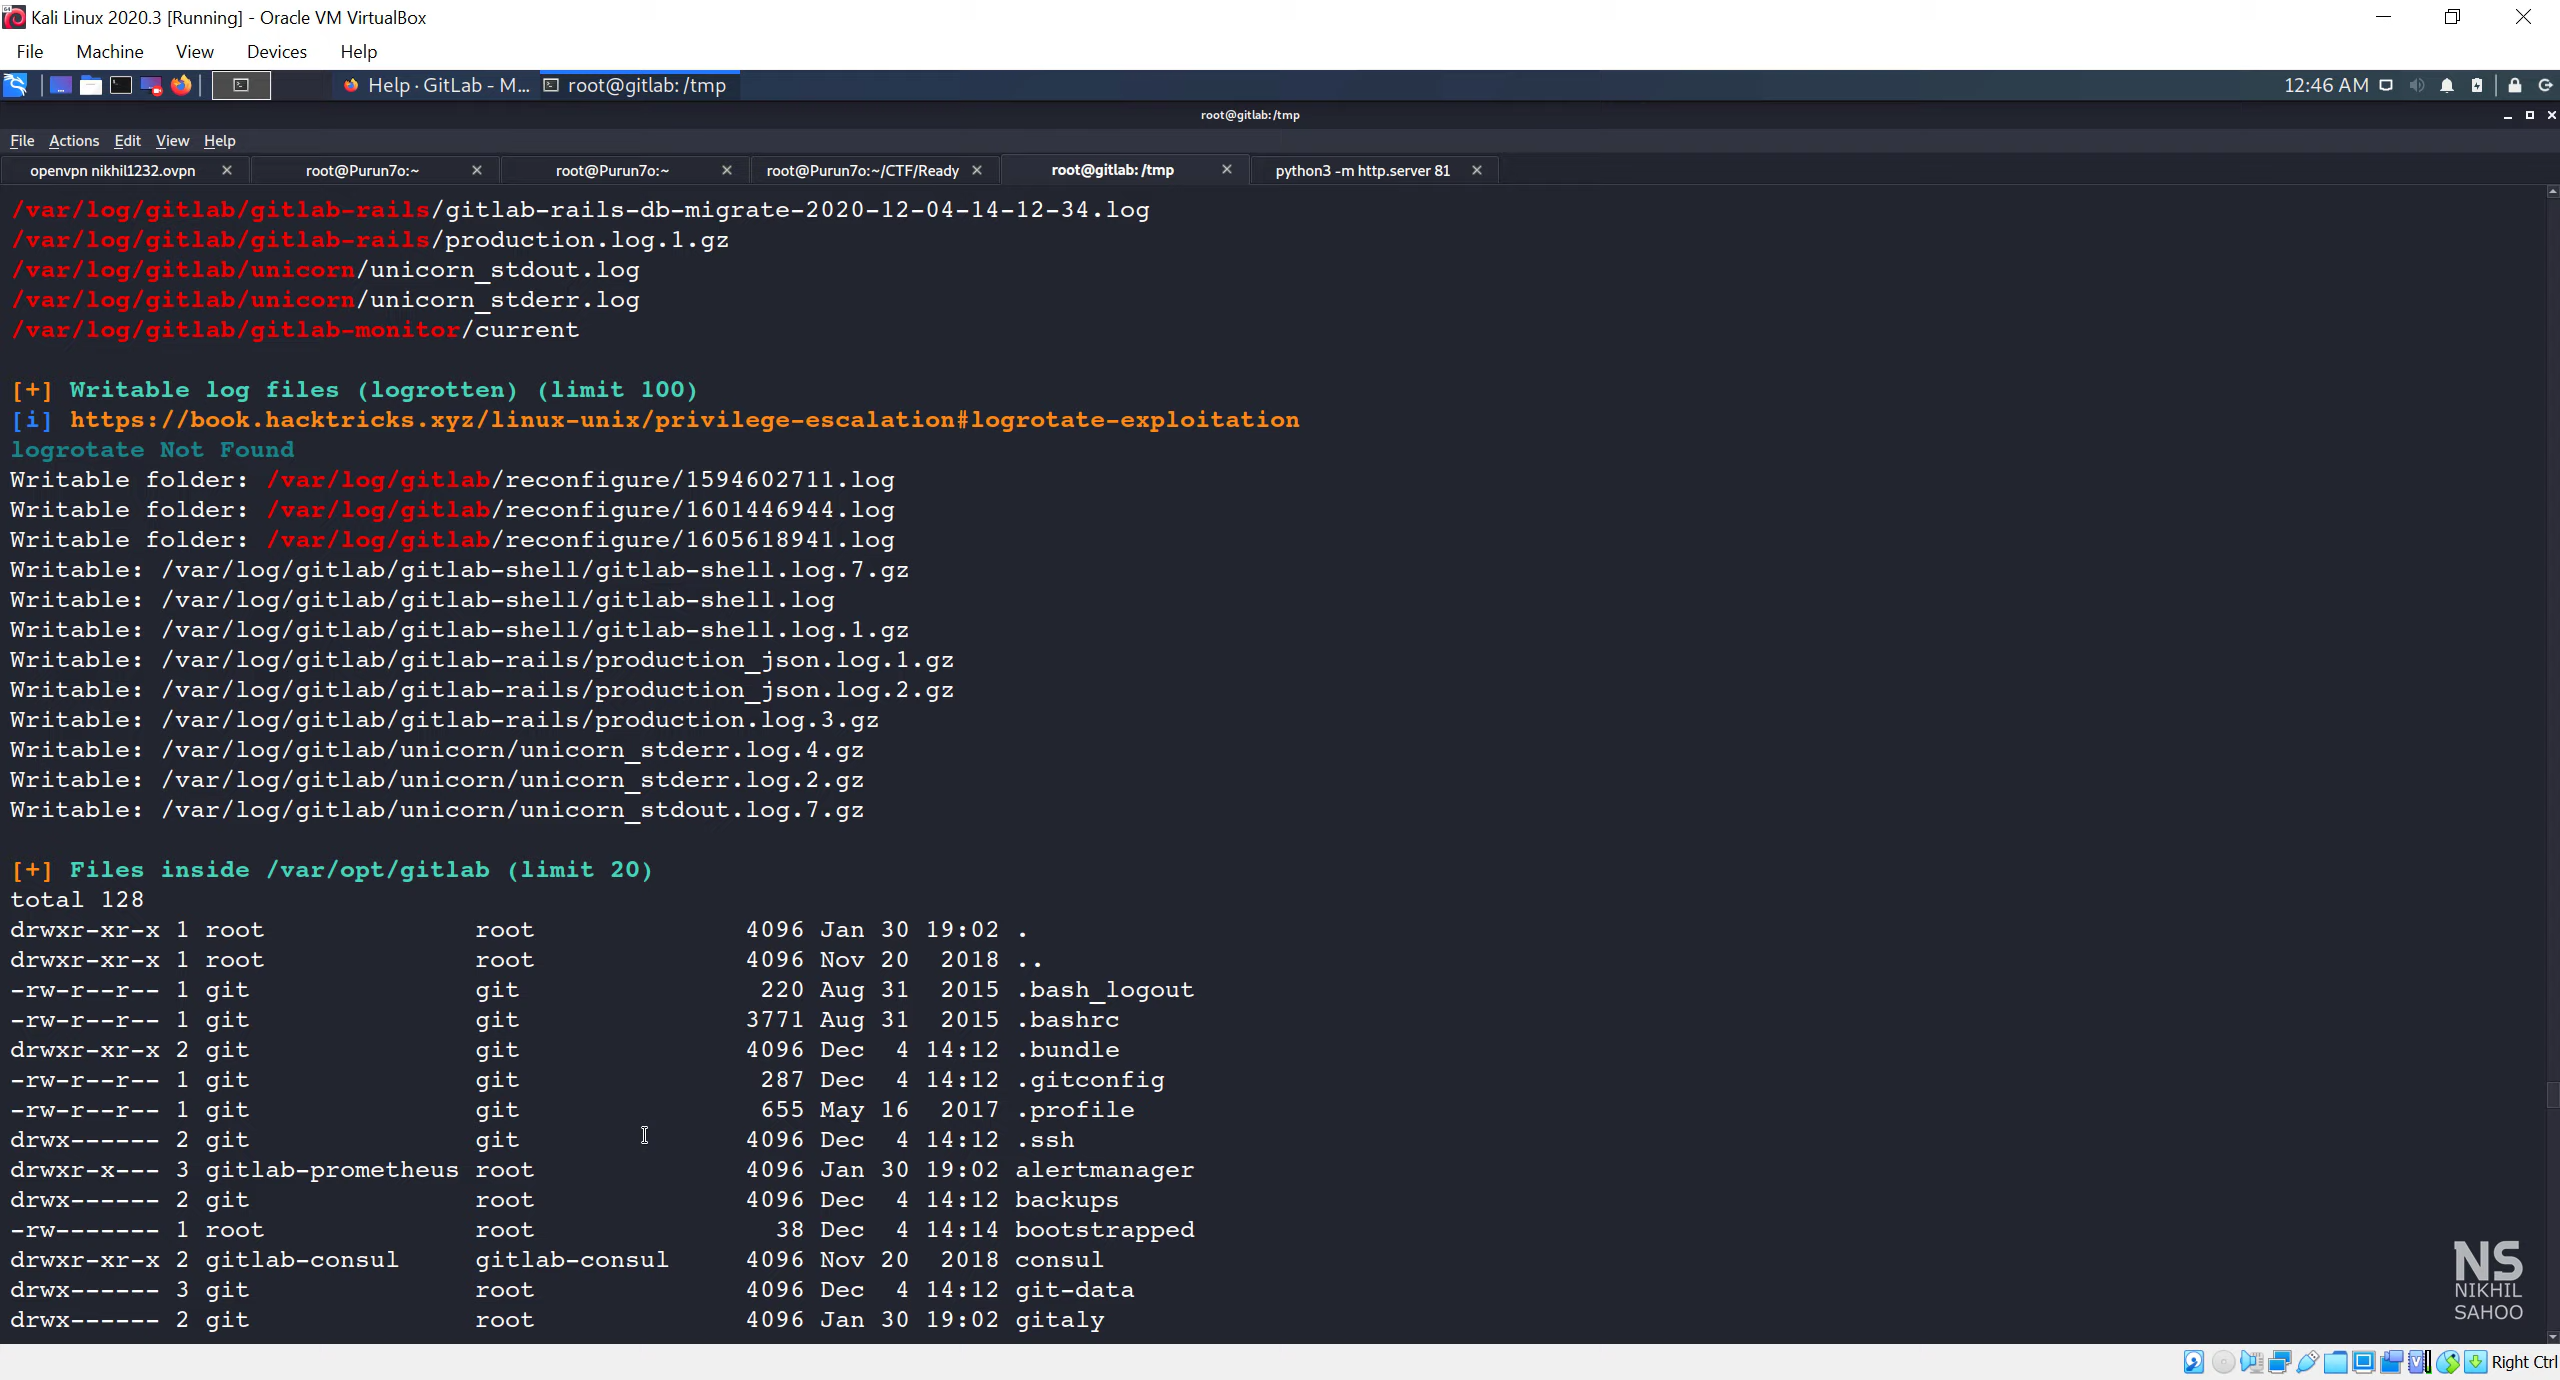 Kali Linux 2020.3 [Running] - Oracle VM VirtualBox
File Machine View Devices Help
Help · GitLab - M... root@gitlab: /tmp 12:46 AM
root@gitlab: /tmp
File Actions Edit View Help
openvpn nikhil1232.ovpn root@Purun7o:~ root@Purun7o:~ root@Purun7o:~/CTF/Ready root@gitlab: /tmp python3 -m http.server 81
/var/log/gitlab/gitlab-rails/gitlab-rails-db-migrate-2020-12-04-14-12-34.log
/var/log/gitlab/gitlab-rails/production.log.1.gz
/var/log/gitlab/unicorn/unicorn_stdout.log
/var/log/gitlab/unicorn/unicorn_stderr.log
/var/log/gitlab/gitlab-monitor/current
[+] Writable log files (logrotten) (limit 100)
[i] https://book.hacktricks.xyz/linux-unix/privilege-escalation#logrotate-exploitation
logrotate Not Found
Writable folder: /var/log/gitlab/reconfigure/1594602711.log
Writable folder: /var/log/gitlab/reconfigure/1601446944.log
Writable folder: /var/log/gitlab/reconfigure/1605618941.log
Writable: /var/log/gitlab/gitlab-shell/gitlab-shell.log.7.gz
Writable: /var/log/gitlab/gitlab-shell/gitlab-shell.log
Writable: /var/log/gitlab/gitlab-shell/gitlab-shell.log.1.gz
Writable: /var/log/gitlab/gitlab-rails/production_json.log.1.gz
Writable: /var/log/gitlab/gitlab-rails/production_json.log.2.gz
Writable: /var/log/gitlab/gitlab-rails/production.log.3.gz
Writable: /var/log/gitlab/unicorn/unicorn_stderr.log.4.gz
Writable: /var/log/gitlab/unicorn/unicorn_stderr.log.2.gz
Writable: /var/log/gitlab/unicorn/unicorn_stdout.log.7.gz
[+] Files inside /var/opt/gitlab (limit 20)
total 128
drwxr-xr-x 1 root root 4096 Jan 30 19:02 .
drwxr-xr-x 1 root root 4096 Nov 20 2018 ..
-rw-r--r-- 1 git git 220 Aug 31 2015 .bash_logout
-rw-r--r-- 1 git git 3771 Aug 31 2015 .bashrc
drwxr-xr-x 2 git git 4096 Dec 4 14:12 .bundle
-rw-r--r-- 1 git git 287 Dec 4 14:12 .gitconfig
-rw-r--r-- 1 git git 655 May 16 2017 .profile
drwx------ 2 git git 4096 Dec 4 14:12 .ssh
drwxr-x--- 3 gitlab-prometheus root 4096 Jan 30 19:02 alertmanager
drwx------ 2 git root 4096 Dec 4 14:12 backups
-rw------- 1 root root 38 Dec 4 14:14 bootstrapped
drwxr-xr-x 2 gitlab-consul gitlab-consul 4096 Nov 20 2018 consul
drwx------ 3 git root 4096 Dec 4 14:12 git-data
drwx------ 2 git root 4096 Jan 30 19:02 gitaly
NS
NIKHIL
SAHOO
Right Ctrl